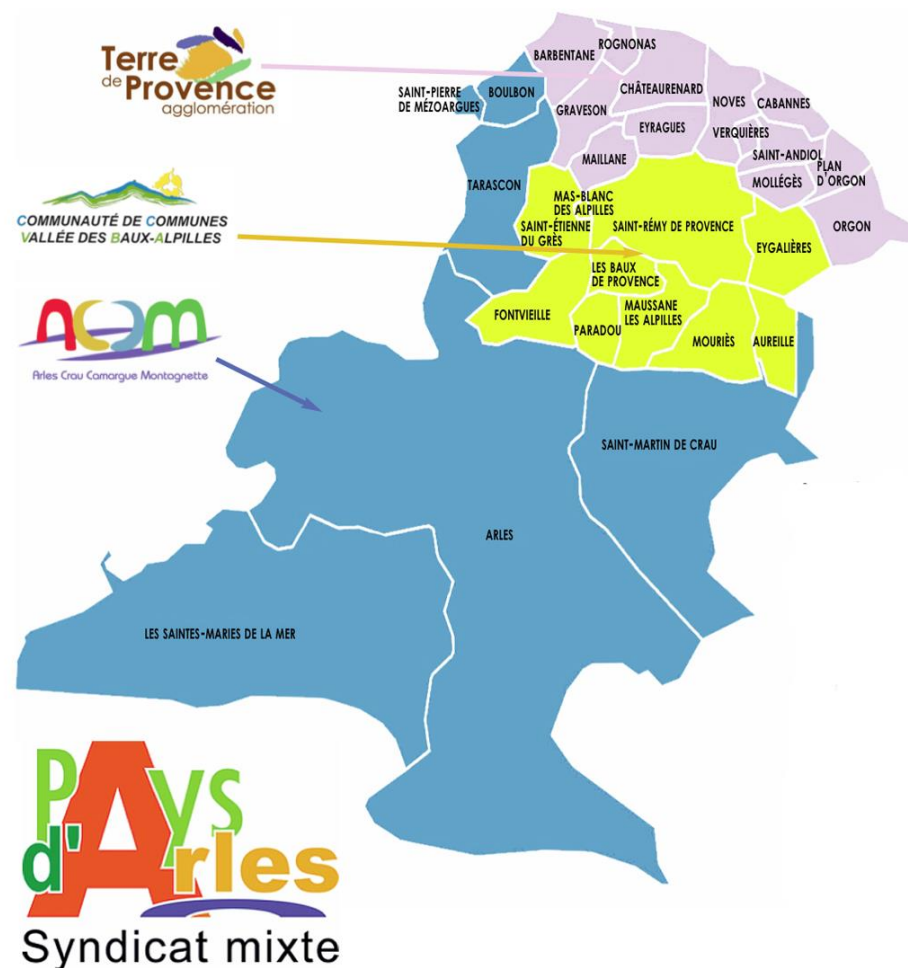 Terre
de Provence
agglomération
COMMUNAUTÉ DE COMMUNES
VALLÉE DES BAUX-ALPILLES
ACCM
Arles Crau Camargue Montagnette
BARBENTANE
ROGNONAS
CHÂTEAURENARD
SAINT-PIERRE
DE MÉZOARGUES
BOULBON
GRAVESON
NOVES
CABANNES
EYRAGUES
VERQUIÈRES
MAILLANE
SAINT-ANDIOL
TARASCON
MOLLÉGÈS
PLAN
D'ORGON
MAS-BLANC
DES ALPILLES
SAINT-ÉTIENNE
DU GRÈS
SAINT-RÉMY DE PROVENCE
ORGON
EYGALIÈRES
LES BAUX
DE PROVENCE
FONTVIEILLE
PARADOU
MAUSSANE
LES ALPILLES
MOURIÈS
AUREILLE
SAINT-MARTIN DE CRAU
ARLES
LES SAINTES-MARIES DE LA MER
PAys
d'Arles
Syndicat mixte